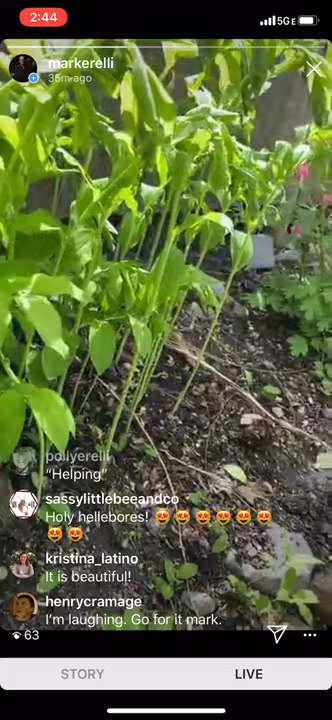 2:44
5GE
markerelli
35m ago
pollyerelli
“Helping”
sassylittlebeeandco
Holy hellebores! 😍😍😍😍😍😍
😍😍
kristina_latino
It is beautiful!
henrycramage
I’m laughing. Go for it mark.
63
STORY LIVE